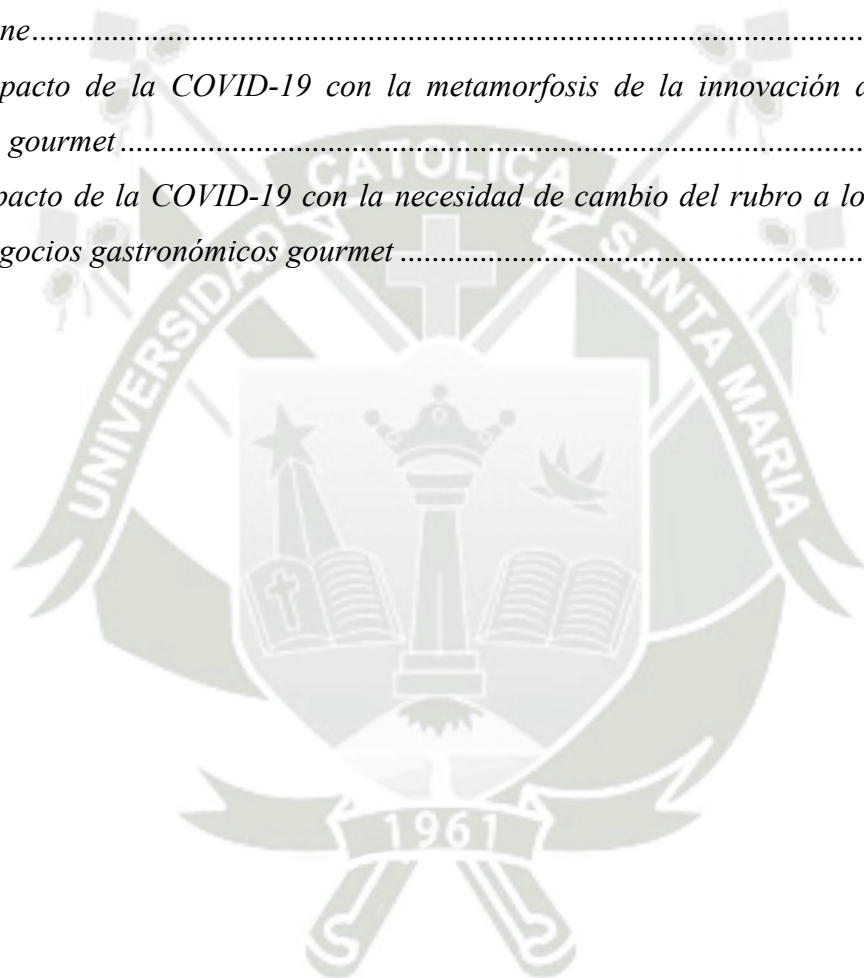 ne..........................................................................................................
pacto de la COVID-19 con la metamorfosis de la innovación d
gourmet..........................................................................................................
pacto de la COVID-19 con la necesidad de cambio del rubro a lo
gocios gastronómicos gourmet..........................................................................
UNIVERSIDAD CATOLICA SANTA MARIA
1961